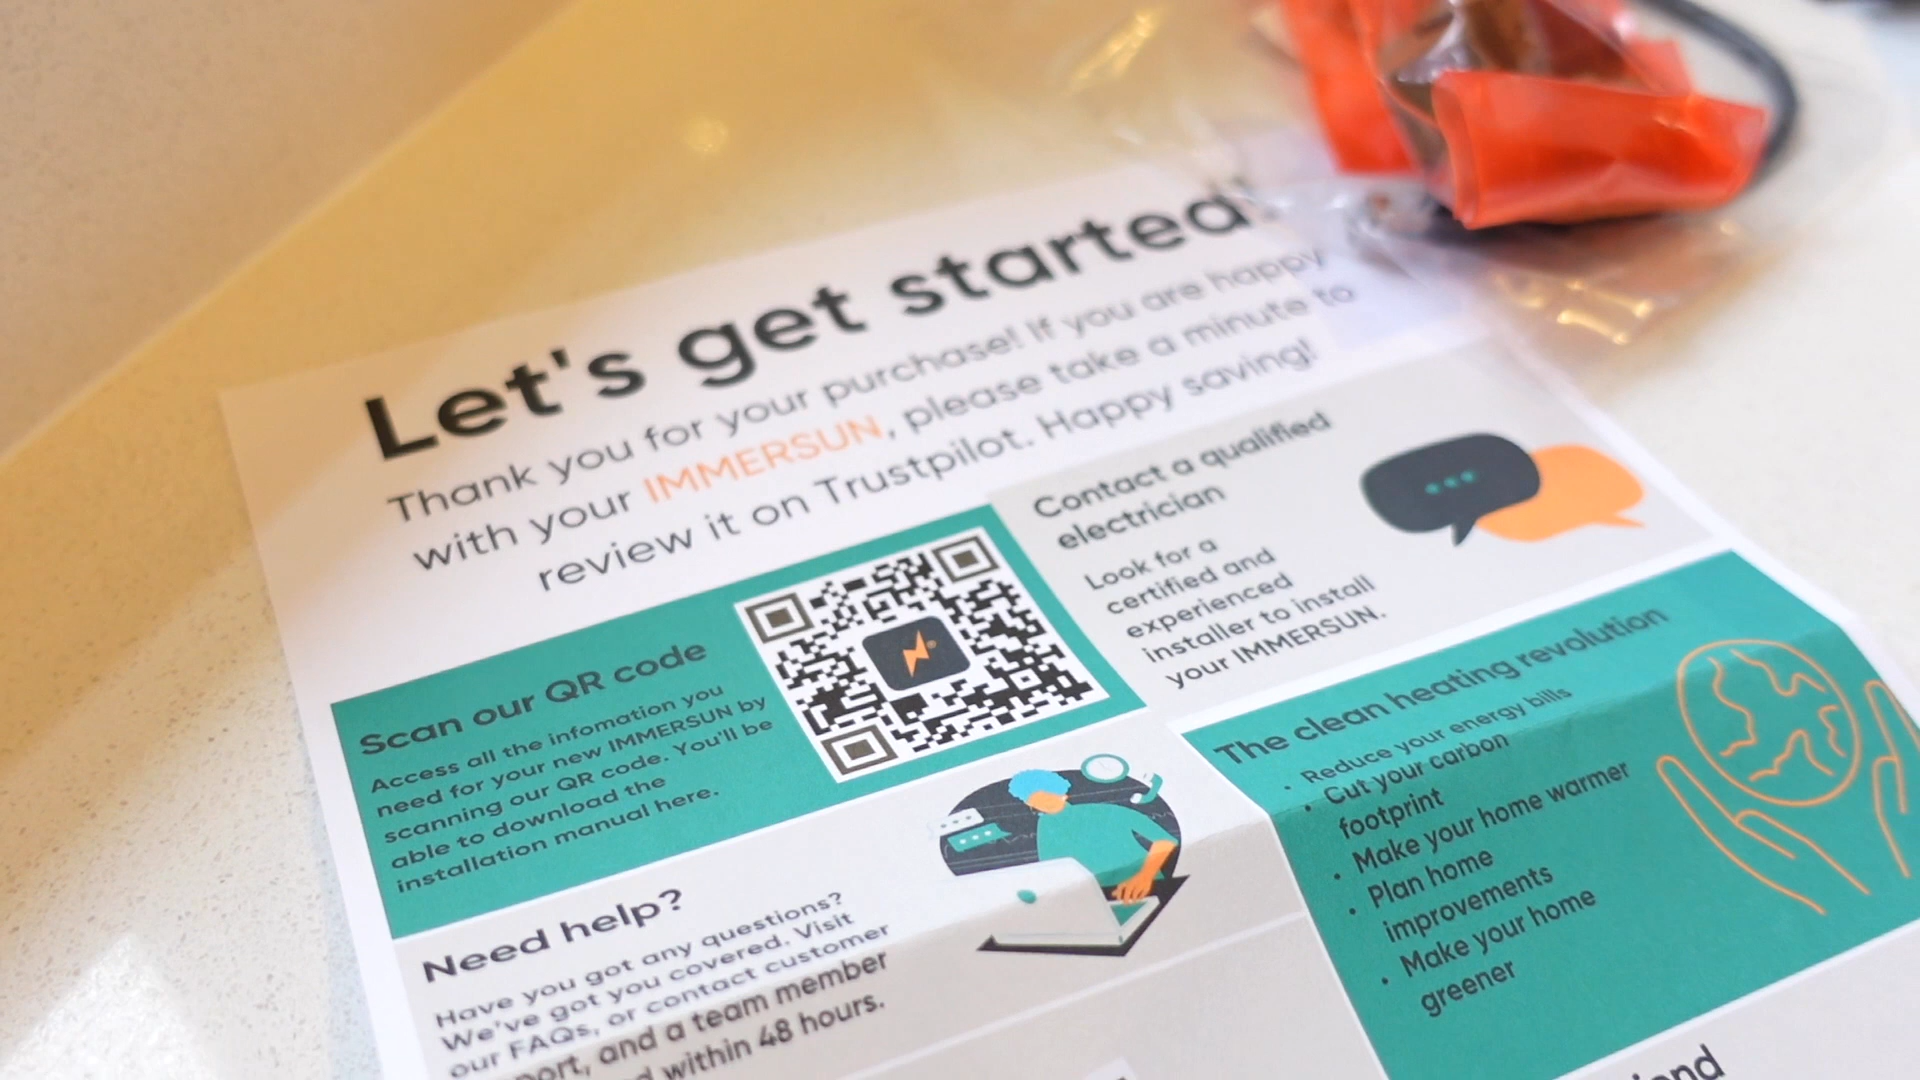 Let's get started!
Thank you for your purchase! If you are happy
with your IMMERSUN, please take a minute to
review it on Trustpilot. Happy saving!
Scan our QR code
Access all the infomation you
need for your new IMMERSUN by
scanning our QR code. You'll be
able to download the
installation manual here.
Contact a qualified
electrician
Look for a
certified and
experienced
installer to install
your IMMERSUN.
Need help?
Have you got any questions?
We've got you covered. Visit
our FAQs, or contact customer
port, and a team member
within 48 hours.
The clean heating revolution
• Reduce your energy bills
• Cut your carbon
footprint
• Make your home warmer
• Plan home
improvements
• Make your home
greener